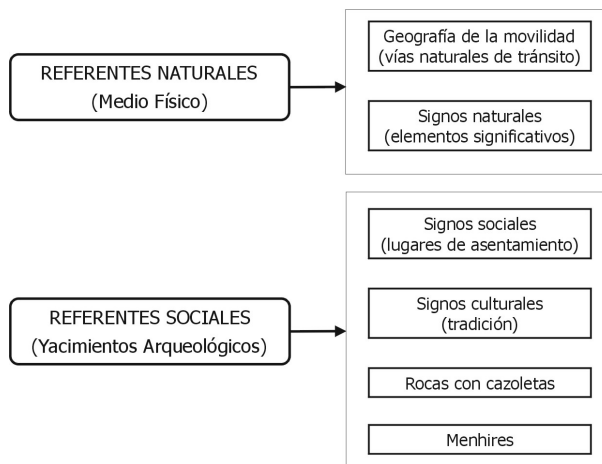 REFERENTES NATURALES
(Medio Físico)
Geografía de la movilidad
(vías naturales de tránsito)
Signos naturales
(elementos significativos)
REFERENTES SOCIALES
(Yacimientos Arqueológicos)
Signos sociales
(lugares de asentamiento)
Signos culturales
(tradición)
Rocas con cazoletas
Menhires